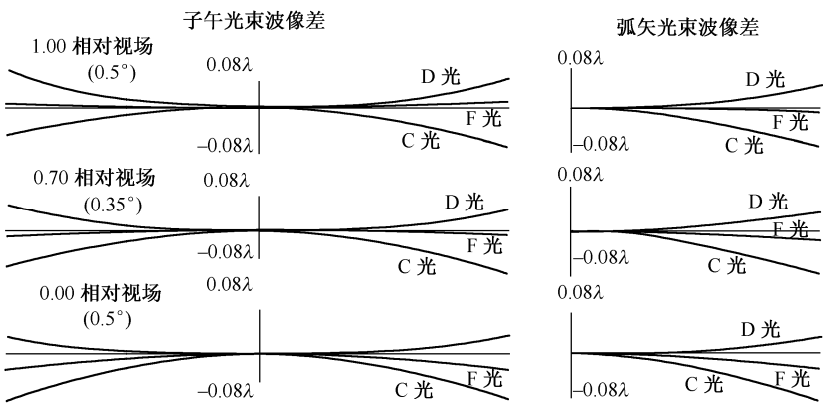 子午光束波像差
弧矢光束波像差
1.00 相对视场
(0.5°)
0.08λ
D 光
F 光
C 光
–0.08λ
0.08λ
D 光
F 光
C 光
–0.08λ
0.70 相对视场
(0.35°)
0.08λ
D 光
F 光
C 光
–0.08λ
0.08λ
D 光
F 光
C 光
–0.08λ
0.00 相对视场
(0.5°)
0.08λ
D 光
F 光
C 光
–0.08λ
0.08λ
D 光
F 光
C 光
–0.08λ